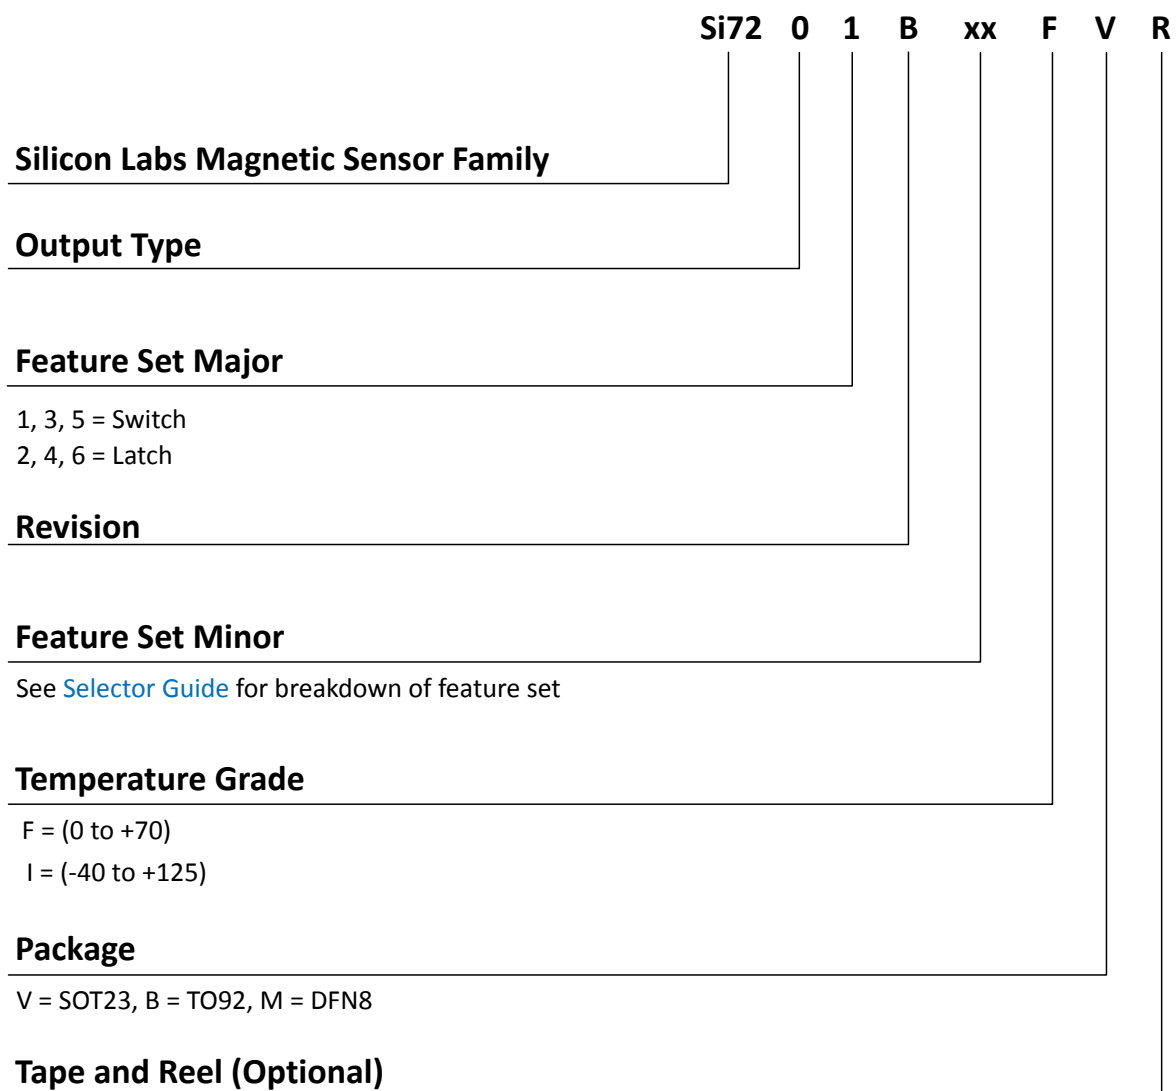 Si72 0 1 B xx F V R
Silicon Labs Magnetic Sensor Family
Output Type
Feature Set Major
1, 3, 5 = Switch
2, 4, 6 = Latch
Revision
Feature Set Minor
See Selector Guide for breakdown of feature set
Temperature Grade
F = (0 to +70)
I = (-40 to +125)
Package
V = SOT23, B = TO92, M = DFN8
Tape and Reel (Optional)